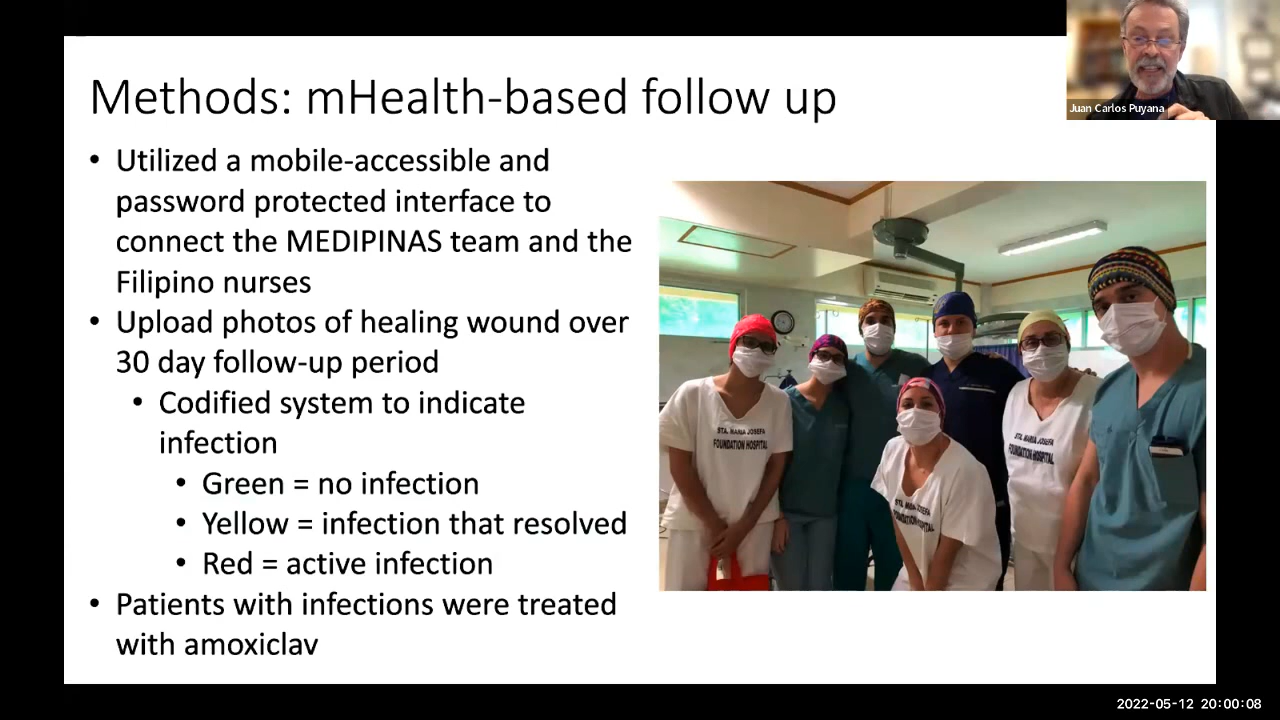 Methods: mHealth-based follow up
Juan Carlos Puyana
• Utilized a mobile-accessible and
password protected interface to
connect the MEDIPINAS team and the
Filipino nurses
• Upload photos of healing wound over
30 day follow-up period
• Codified system to indicate
infection
• Green = no infection
• Yellow = infection that resolved
• Red = active infection
• Patients with infections were treated
with amoxiclav
STA. MARIA JOSEFA
FOUNDATION HOSPITAL
STA. MARIA JOSEFA
FOUNDATION HOSPITAL
STA. MARIA JOSEFA
FOUNDATION HOSPITAL
2022-05-12 20:00:08